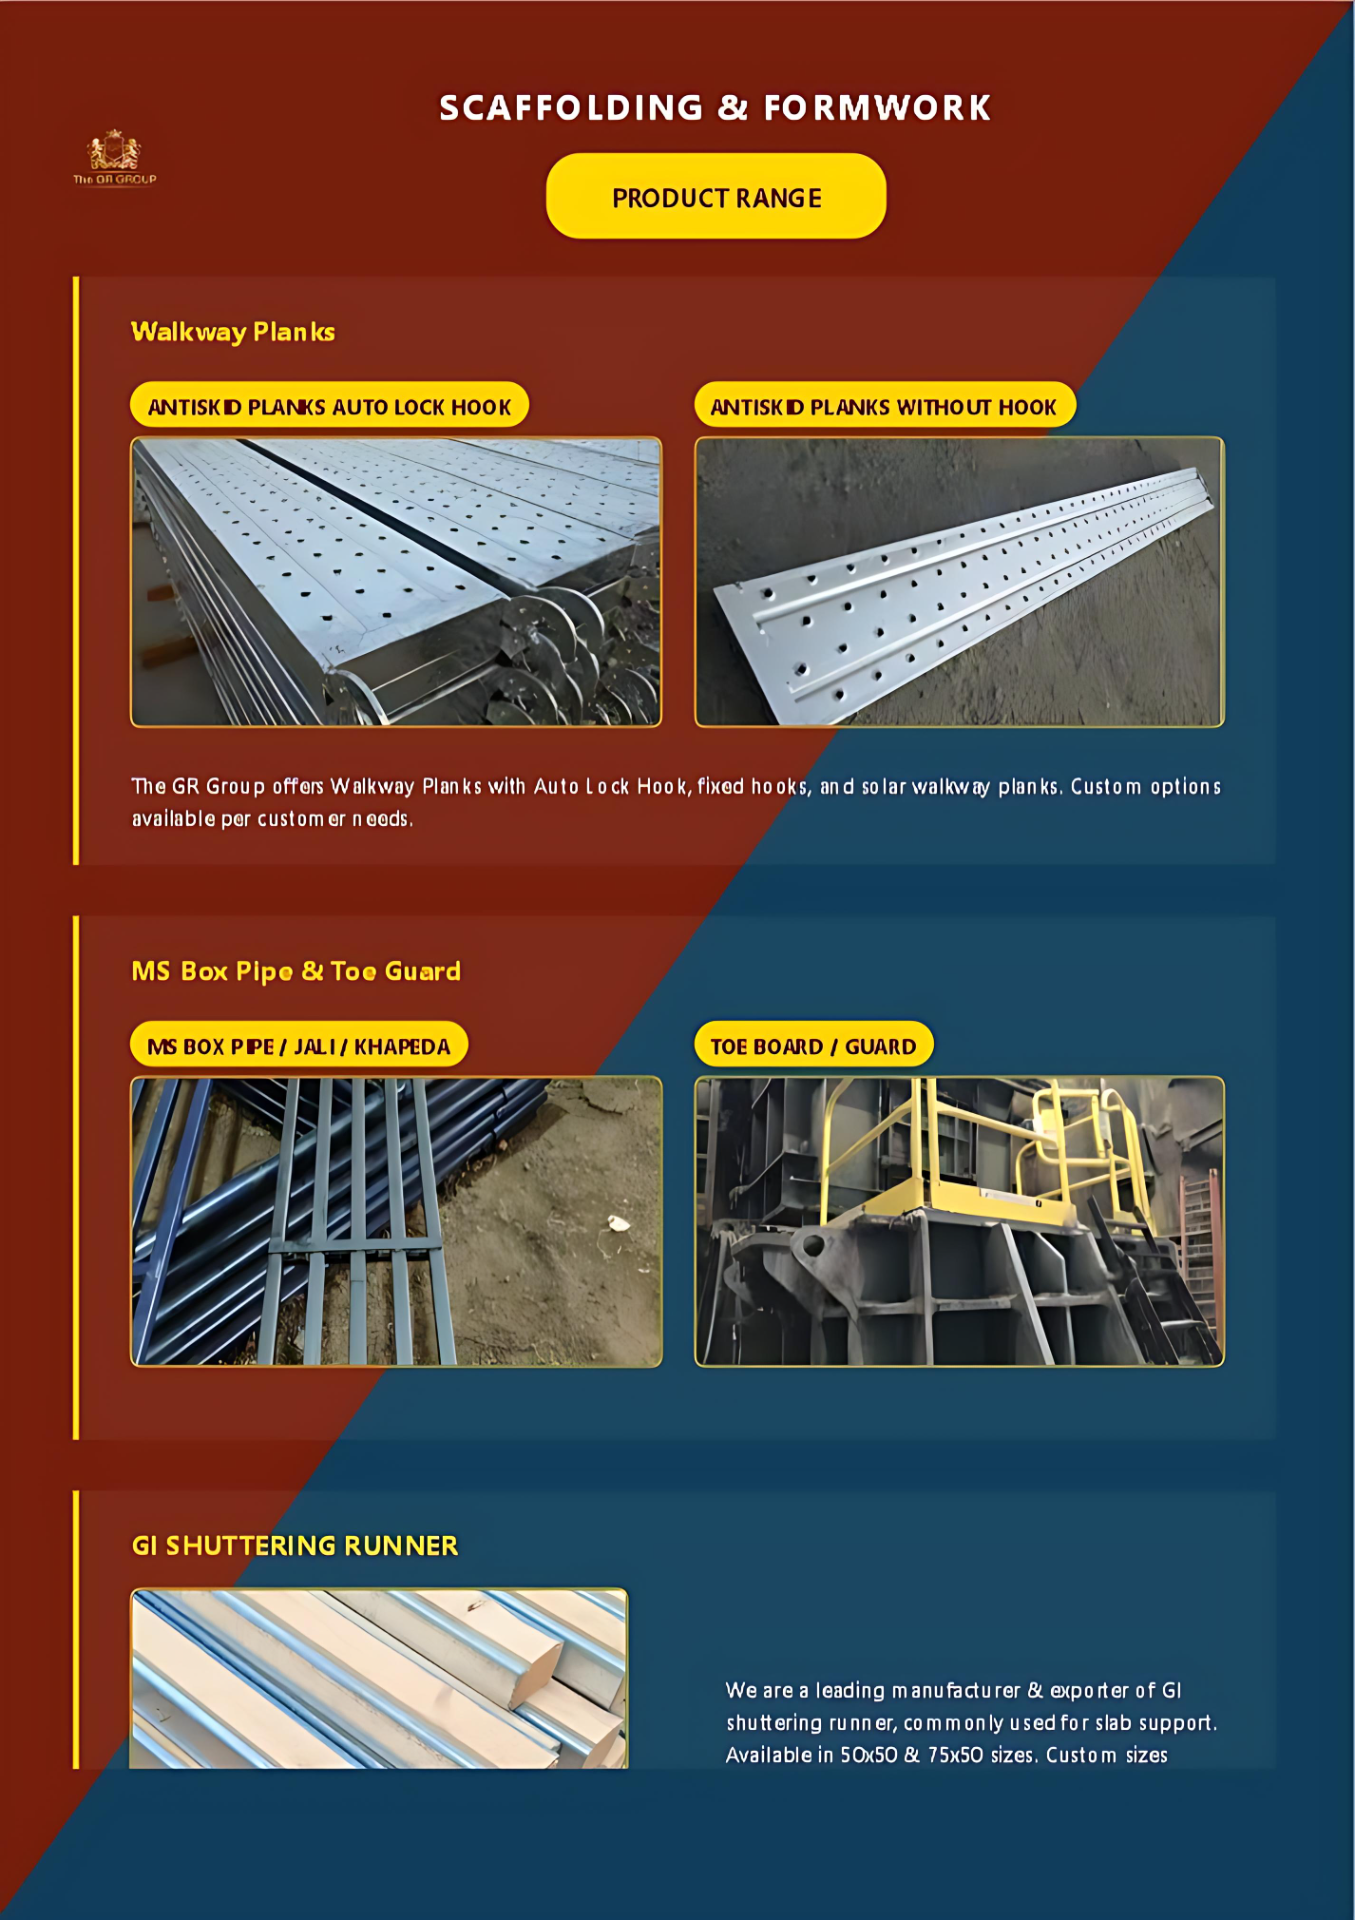 SCAFFOLDING & FORMWORK
The GR GROUP
PRODUCT RANGE
Walkway Planks
ANTISKID PLANKS AUTO LOCK HOOK
ANTISKID PLANKS WITHOUT HOOK
The GR Group offers Walkway Planks with Auto Lock Hook, fixed hooks, and solar walkway planks. Custom options
available per customer needs.
MS Box Pipe & Toe Guard
MS BOX PIPE / JALI / KHAPEDA
TOE BOARD / GUARD
GI SHUTTERING RUNNER
We are a leading manufacturer & exporter of GI
shuttering runner, commonly used for slab support.
Available in 50x50 & 75x50 sizes. Custom sizes